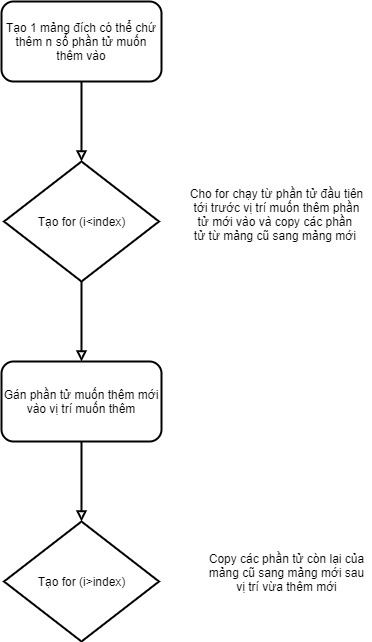 Tạo 1 mảng đích có thể chứ
thêm n số phần tử muốn
thêm vào
Tạo for (i<index)
Cho for chạy từ phần tử đầu tiên
tới trước vị trí muốn thêm phần
tử mới vào và copy các phần
tử từ mảng cũ sang mảng mới
Gán phần tử muốn thêm mới
vào vị trí muốn thêm
Tạo for (i>index)
Copy các phần tử còn lại của
mảng cũ sang mảng mới sau
vị trí vừa thêm mới